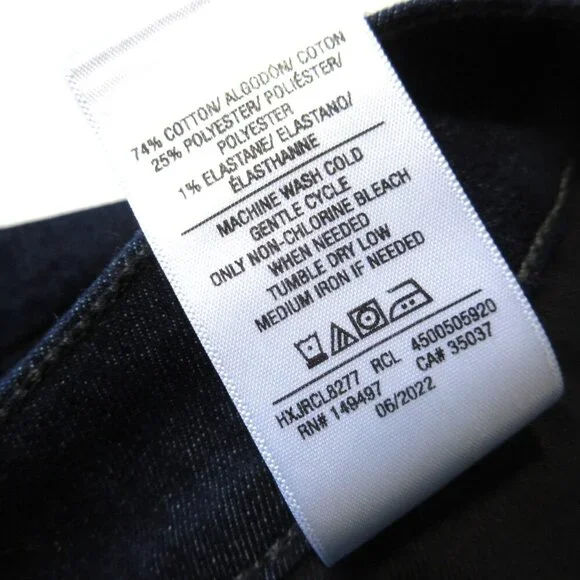 74% COTTON/ ALGODÓN/ COTON
25% POLYESTER/ POLIÉSTER/
POLYESTER
1% ELASTANE/ ELASTANO/
ÉLASTHANNE
MACHINE WASH COLD
GENTLE CYCLE
ONLY NON-CHLORINE BLEACH
WHEN NEEDED
TUMBLE DRY LOW
MEDIUM IRON IF NEEDED
HXJRCL8277 RCL 4500505920
RN# 149497 CA# 35037
06/2022